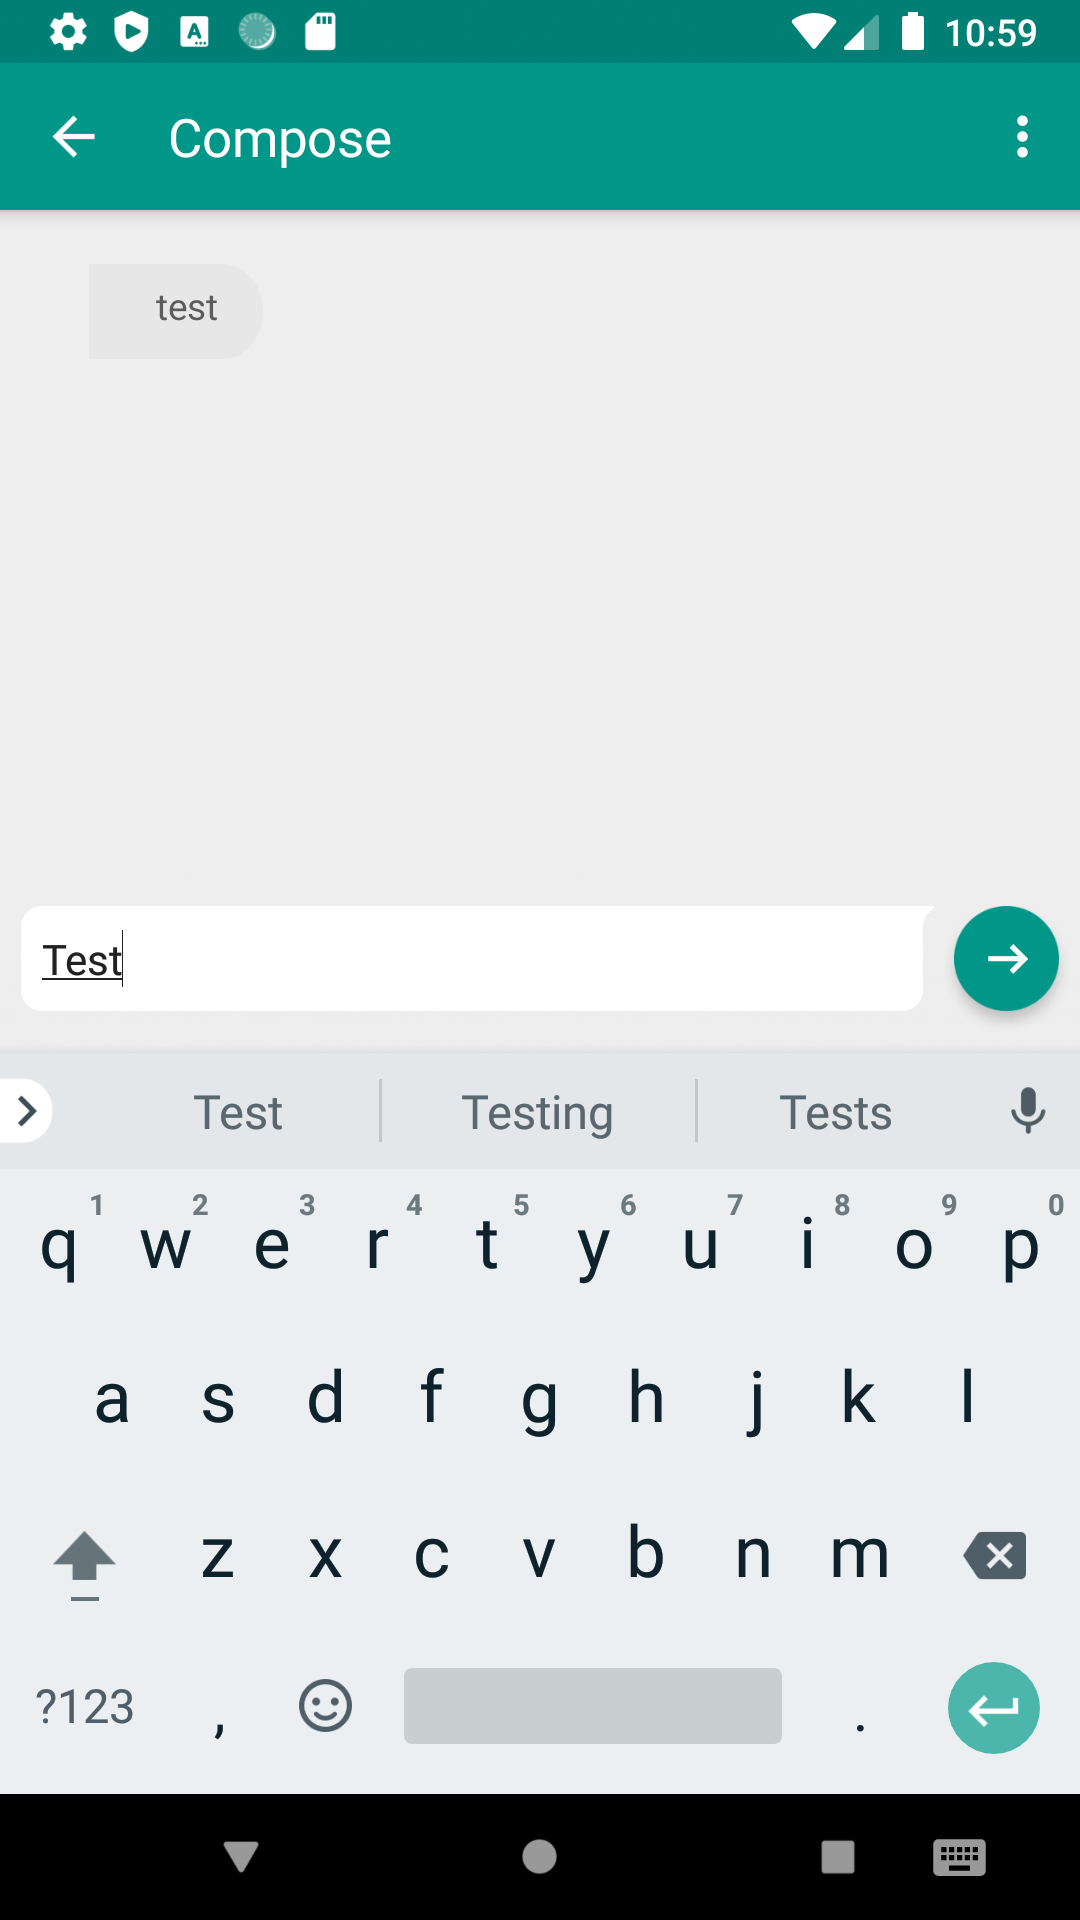 10:59
Compose
test
Test
Test Testing Tests
1 2 3 4 5 6 7 8 9 0
q w e r t y u i o p
a s d f g h j k l
z x c v b n m
?123 , .